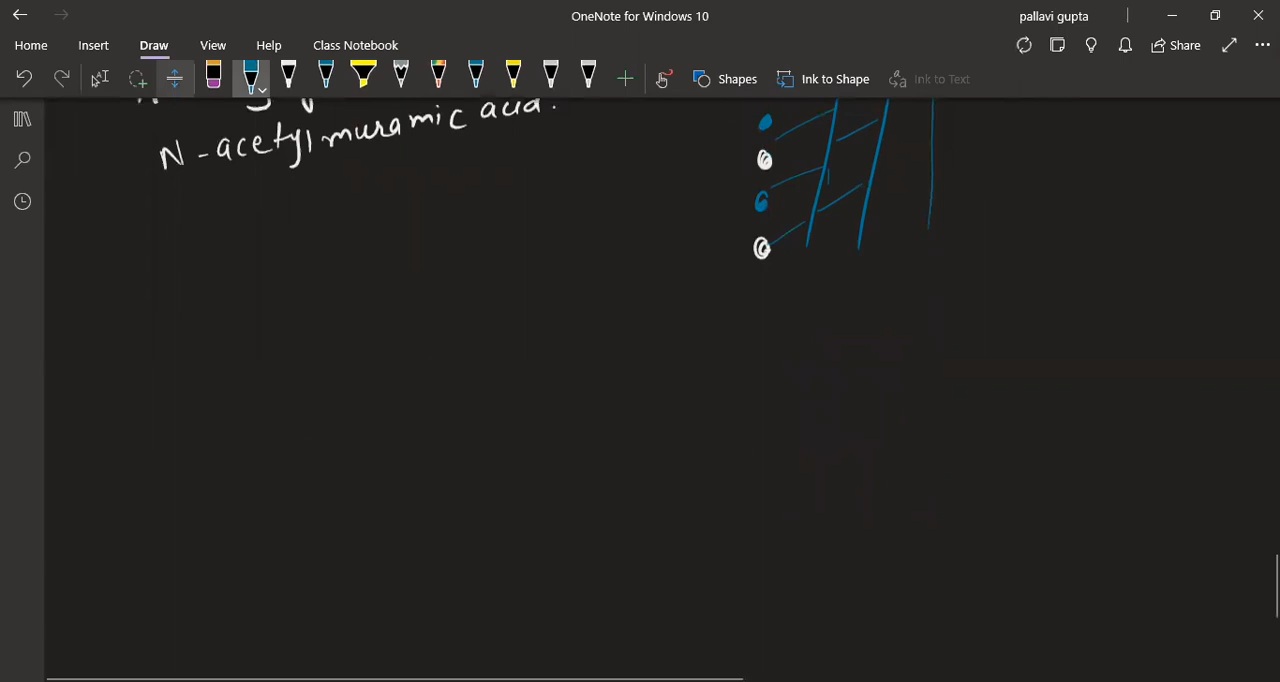 OneNote for Windows 10
pallavi gupta
Home Insert Draw View Help Class Notebook
Share
Shapes
Ink to Shape
Ink to Text
N-acetyl muramic acid.